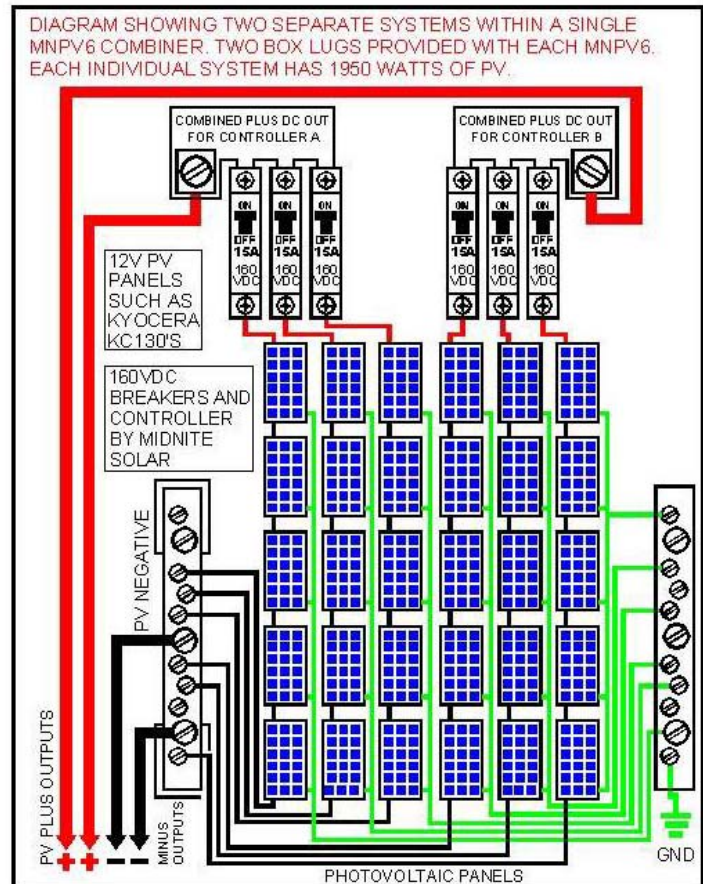 DIAGRAM SHOWING TWO SEPARATE SYSTEMS WITHIN A SINGLE
MNPV6 COMBINER. TWO BOX LUGS PROVIDED WITH EACH MNPV6.
EACH INDIVIDUAL SYSTEM HAS 1950 WATTS OF PV.
COMBINED PLUS DC OUT
FOR CONTROLLER A
COMBINED PLUS DC OUT
FOR CONTROLLER B
ON
OFF
15A
160
VDC
ON
OFF
15A
160
VDC
ON
OFF
15A
160
VDC
ON
OFF
15A
160
VDC
ON
OFF
15A
160
VDC
ON
OFF
15A
160
VDC
12V PV
PANELS
SUCH AS
KYOCERA
KC130'S
160VDC
BREAKERS AND
CONTROLLER
BY MIDNITE
SOLAR
PV NEGATIVE
PV PLUS OUTPUTS
+ + - -
MINUS
OUTPUTS
GND
PHOTOVOLTAIC PANELS